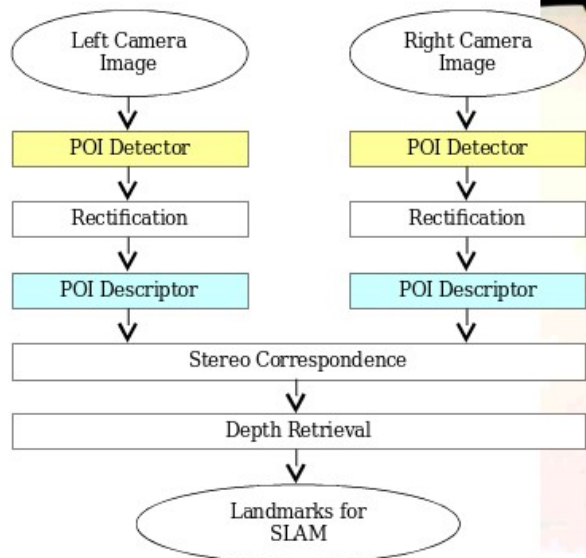 Left Camera
Image
Right Camera
Image
POI Detector
POI Detector
Rectification
Rectification
POI Descriptor
POI Descriptor
Stereo Correspondence
Depth Retrieval
Landmarks for
SLAM